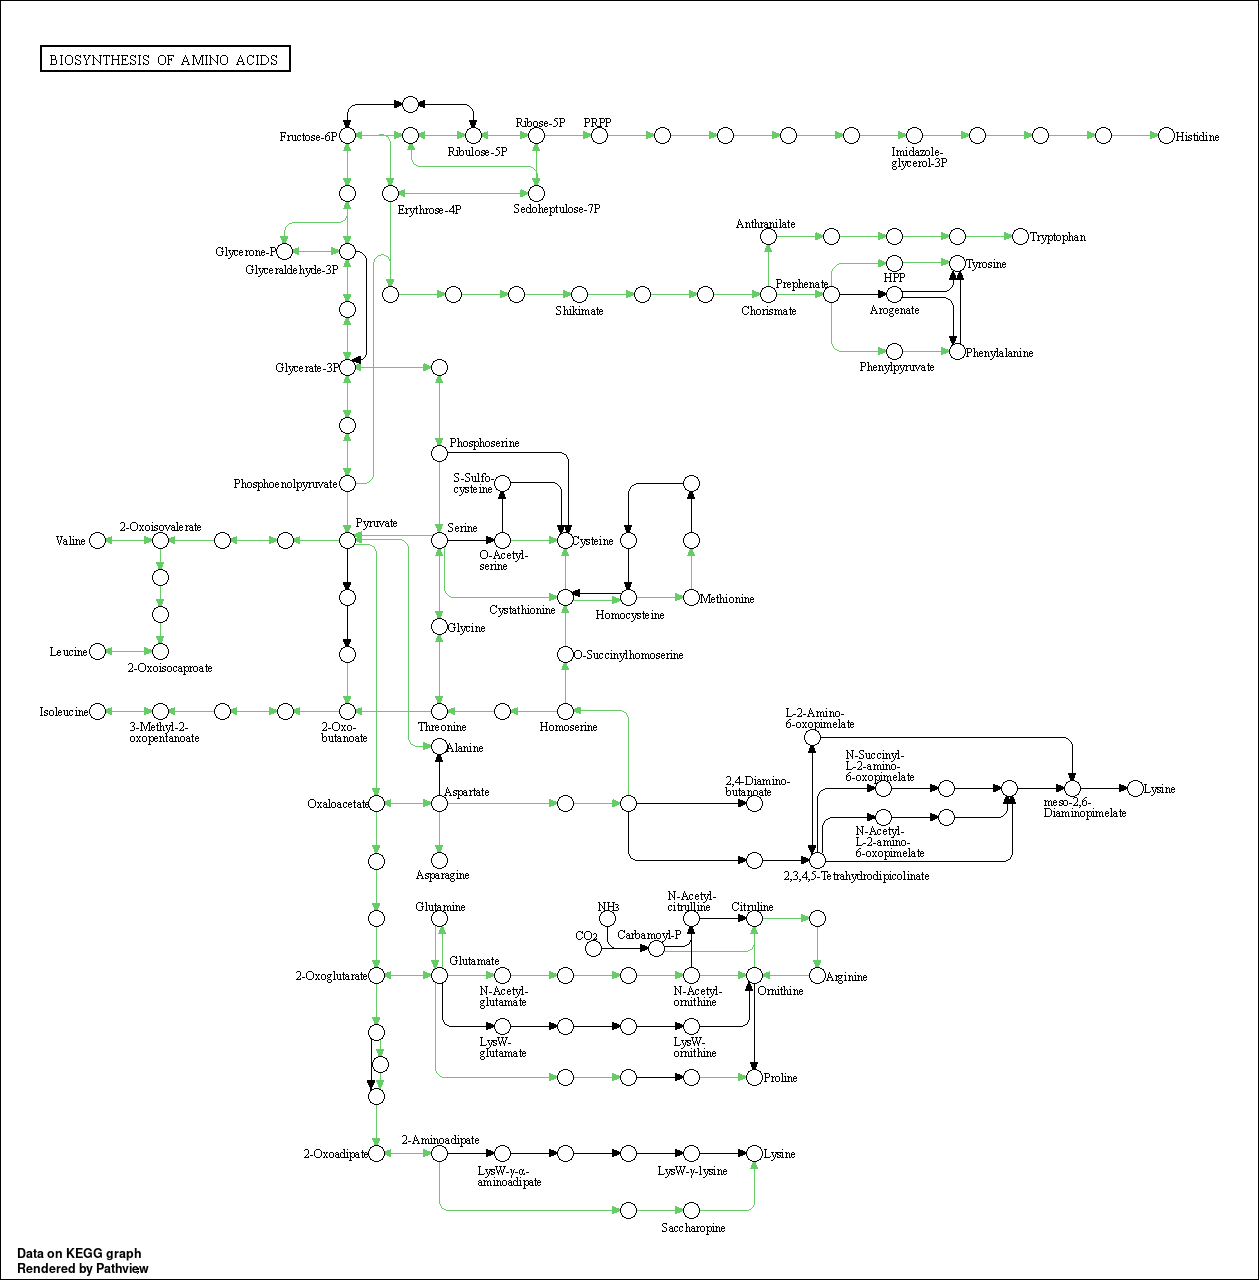 BIOSYNTHESIS OF AMINO ACIDS
Fructose-6P
Ribulose-5P
Ribose-5P
PRPP
Imidazole-
glycerol-3P
Histidine
Erythrose-4P
Sedoheptulose-7P
Glycerone-P
Glyceraldehyde-3P
Anthranilate
Tryptophan
HPP
Tyrosine
Prephenate
Shikimate
Chorismate
Arogenate
Phenylpyruvate
Phenylalanine
Glycerate-3P
Phosphoserine
S-Sulfo-
cysteine
Phosphoenolpyruvate
Valine
2-Oxoisovalerate
Pyruvate
Serine
O-Acetyl-
serine
Cysteine
Cystathionine
Homocysteine
Methionine
Glycine
Leucine
2-Oxoisocaproate
O-Succinylhomoserine
Isoleucine
3-Methyl-2-
oxopentanoate
2-Oxo-
butanoate
Threonine
Homoserine
Alanine
L-2-Amino-
6-oxopimelate
N-Succinyl-
L-2-amino-
6-oxopimelate
Oxaloacetate
Aspartate
2,4-Diamino-
butanoate
meso-2,6-
Diaminopimelate
Lysine
N-Acetyl-
L-2-amino-
6-oxopimelate
2,3,4,5-Tetrahydrodipicolinate
Asparagine
Glutamine
NH3
N-Acetyl-
citrulline
Citruline
CO2
Carbamoyl-P
2-Oxoglutarate
Glutamate
N-Acetyl-
glutamate
N-Acetyl-
ornithine
Ornithine
Arginine
LysW-
glutamate
LysW-
ornithine
Proline
2-Oxoadipate
2-Aminoadipate
LysW-γ-α-
aminoadipate
LysW-γ-lysine
Lysine
Saccharopine
Data on KEGG graph
Rendered by Pathview